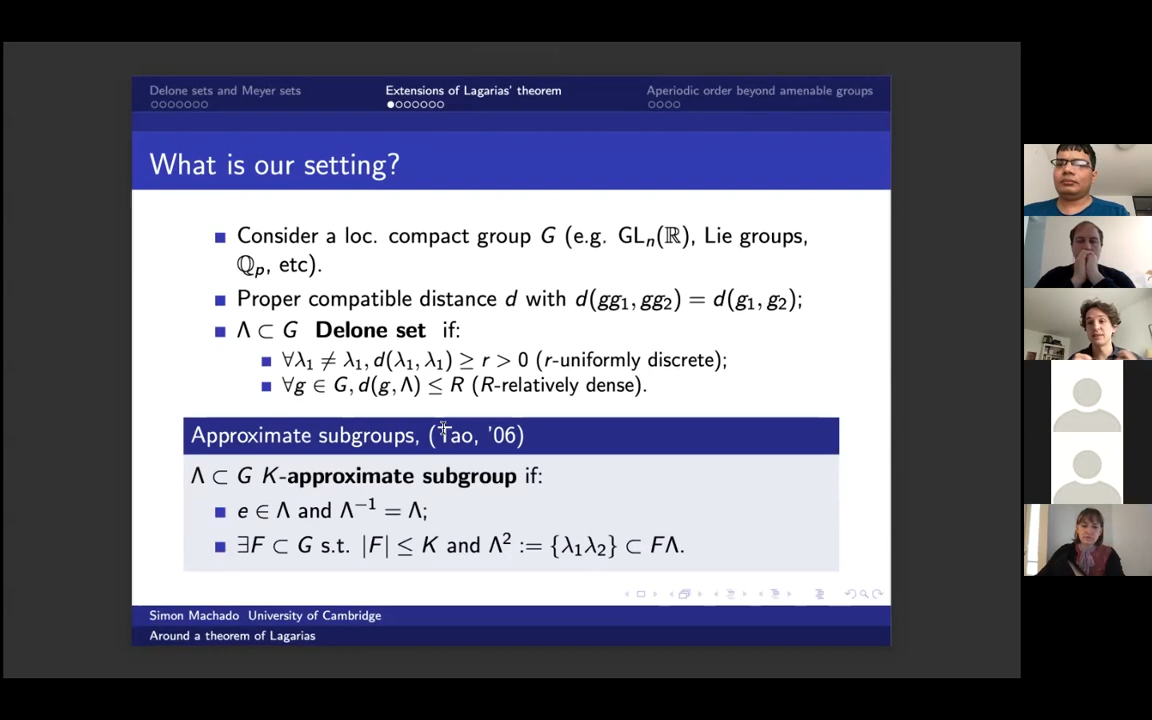 Delone sets and Meyer sets
Extensions of Lagarias' theorem
Aperiodic order beyond amenable groups
What is our setting?
Consider a loc. compact group G (e.g. GLₙ(ℝ), Lie groups,
ℚₚ, etc).
Proper compatible distance d with d(gg₁, gg₂) = d(g₁, g₂);
Λ ⊂ G Delone set if:
∀λ₁ ≠ λ₁, d(λ₁, λ₁) ≥ r > 0 (r-uniformly discrete);
∀g ∈ G, d(g, Λ) ≤ R (R-relatively dense).
Approximate subgroups, (Tao, '06)
Λ ⊂ G K-approximate subgroup if:
e ∈ Λ and Λ⁻¹ = Λ;
∃F ⊂ G s.t. |F| ≤ K and Λ² := {λ₁λ₂} ⊂ FΛ.
Simon Machado University of Cambridge
Around a theorem of Lagarias